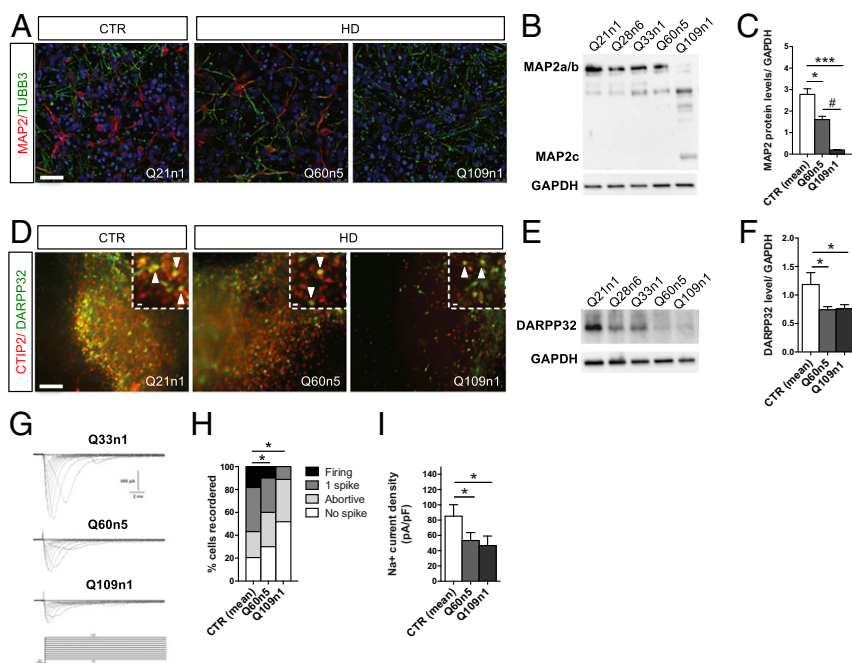 A
CTR
HD
MAP2/TUBB3
Q21n1
Q60n5
Q109n1
B
Q21n1
Q28n6
Q33n1
Q60n5
Q109n1
MAP2a/b
MAP2c
GAPDH
C
MAP2 protein levels/ GAPDH
5
4
3
2
1
0
***
*
#
CTR (mean)
Q60n5
Q109n1
D
CTR
HD
CTIP2/ DARPP32
Q21n1
Q60n5
Q109n1
E
Q21n1
Q28n6
Q33n1
Q60n5
Q109n1
DARPP32
GAPDH
F
DARPP32 level/ GAPDH
2.0
1.5
1.0
0.5
0.0
*
*
CTR (mean)
Q60n5
Q109n1
G
Q33n1
2 ms
Q60n5
Q109n1
H
% cells recordered
100
80
60
40
20
0
*
*
Firing
1 spike
Abortive
No spike
CTR (mean)
Q60n5
Q109n1
I
Na+ current density
(pA/pF)
140
120
100
80
60
40
20
0
*
*
CTR (mean)
Q60n5
Q109n1